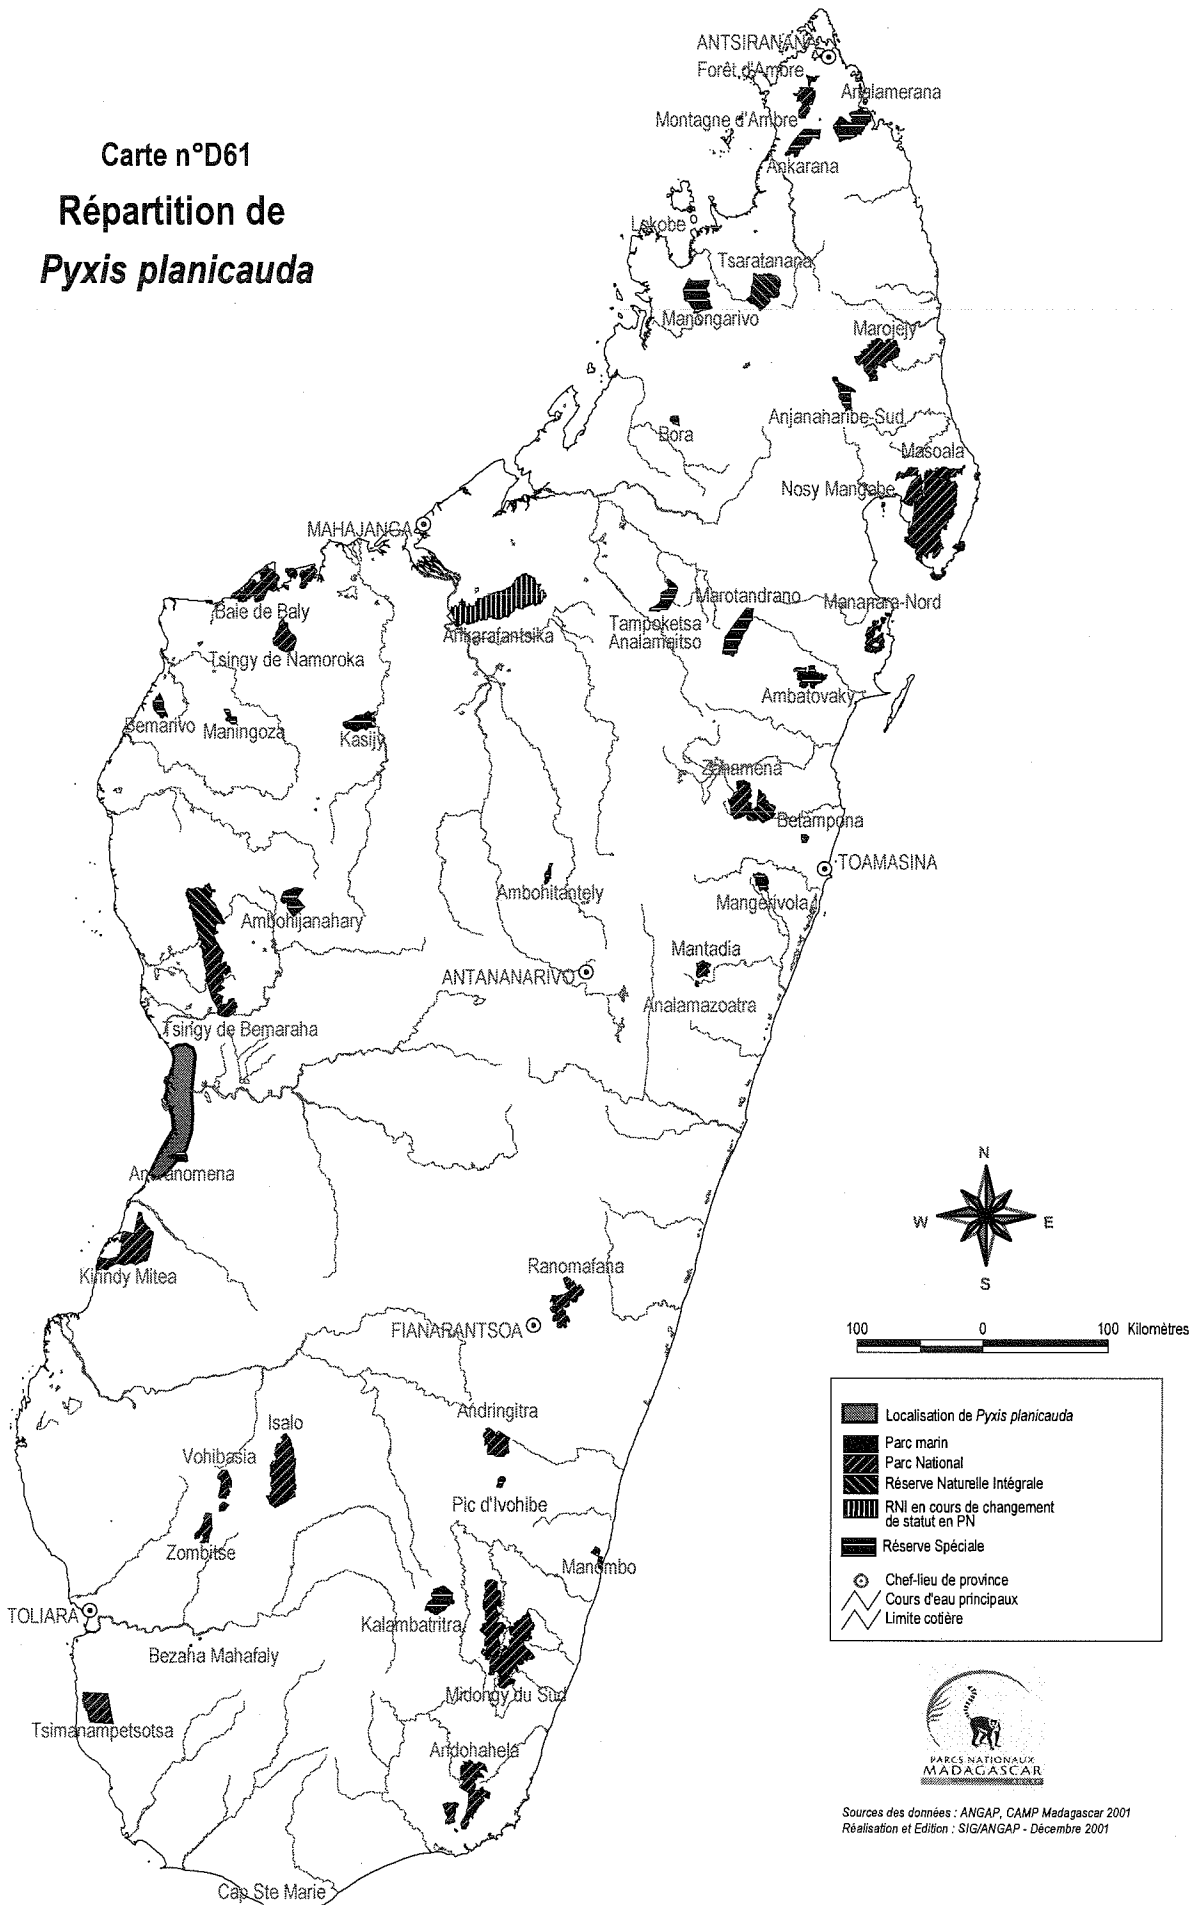 Carte n°D61
Répartition de
Pyxis planicauda
ANTSIRANANA
Forêt d'Ambre
Analamerana
Montagne d'Ambre
Ankarana
Lokobe
Tsaratanana
Manongarivo
Marojejy
Anjanaharibe-Sud
Bora
Masoala
Nosy Mangabe
MAHAJANGA
Baie de Baly
Ankarafantsika
Tampoketsa
Analamaitso
Marotandrano
Mananara-Nord
Tsingy de Namoroka
Ambatovaky
Bemarivo
Maningoza
Kasijy
Zahamena
Betampona
TOAMASINA
Ambohitantely
Mangerivola
Ambohijanahary
Mantadia
ANTANANARIVO
Analamazoatra
Tsingy de Bemaraha
Andranomena
Kirindy Mitea
N
W
E
S
Ranomafana
FIANARANTSOA
100 0 100 Kilomètres
Andringitra
Isalo
Vohibasia
Pic d'Ivohibe
Zombitse
Manombo
TOLIARA
Kalambatritra
Bezaha Mahafaly
Midongy du Sud
Tsimanampetsotsa
Andohahela
Cap Ste Marie
Localisation de Pyxis planicauda
Parc marin
Parc National
Réserve Naturelle Intégrale
RNI en cours de changement
de statut en PN
Réserve Spéciale
Chef-lieu de province
Cours d'eau principaux
Limite cotière
PARCS NATIONAUX
MADAGASCAR
Sources des données : ANGAP, CAMP Madagascar 2001
Réalisation et Edition : SIG/ANGAP - Décembre 2001